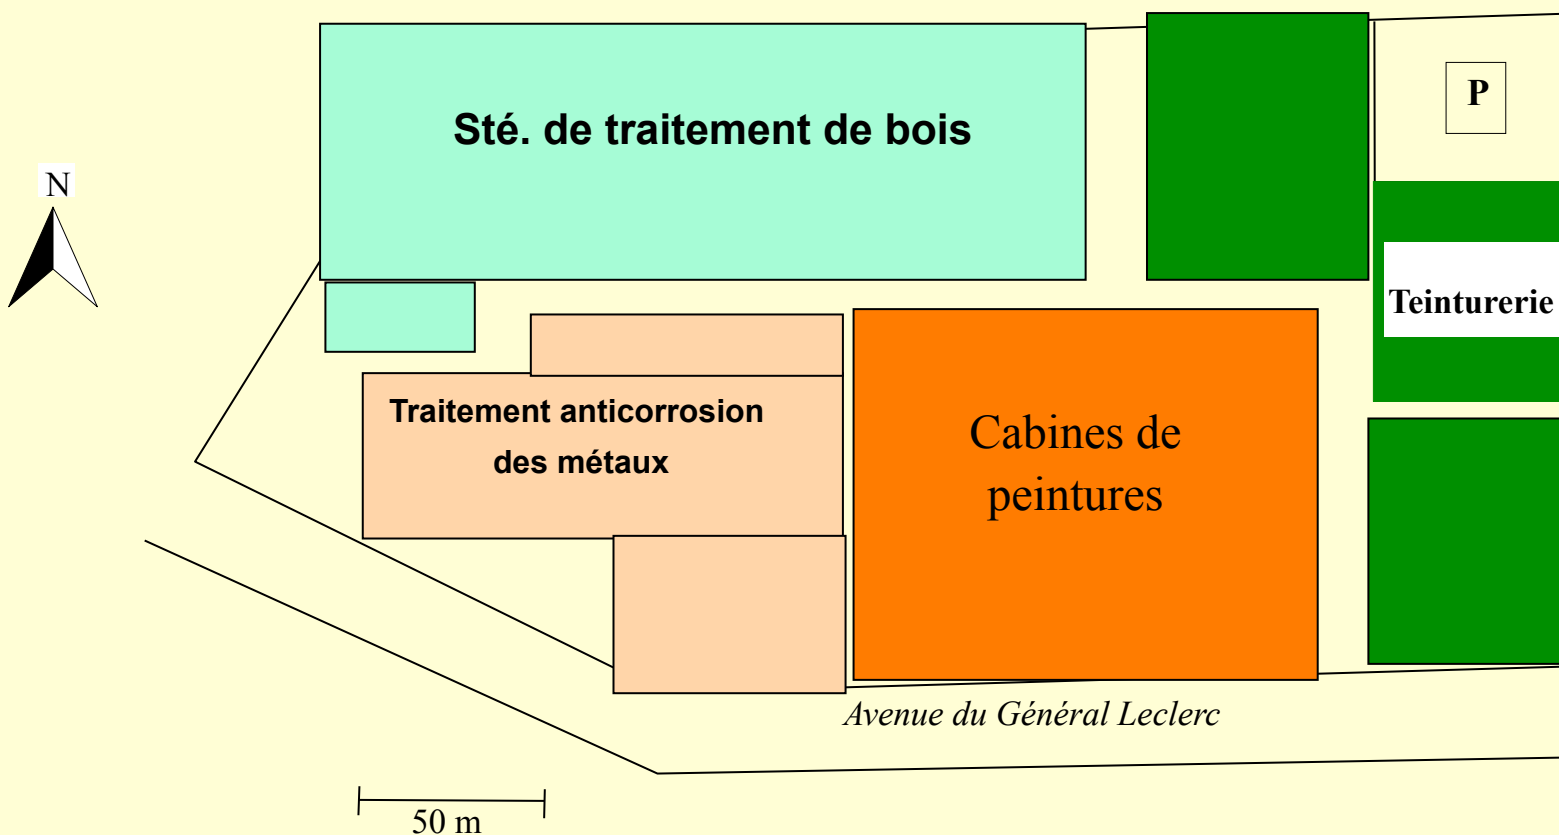 Sté. de traitement de bois
P
N
Teinturerie
Traitement anticorrosion
des métaux
Cabines de
peintures
Avenue du Général Leclerc
50 m